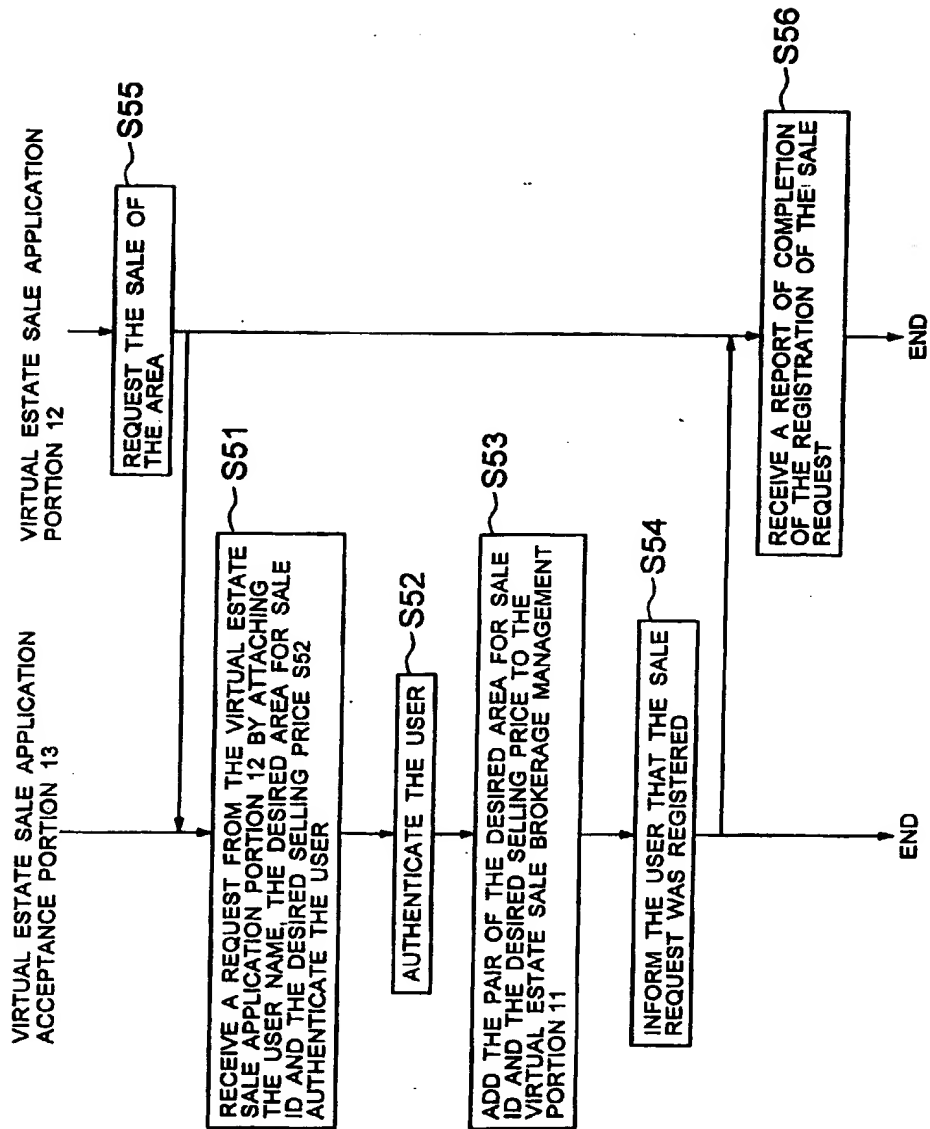 VIRTUAL ESTATE SALE APPLICATION
ACCEPTANCE PORTION 13
RECEIVE A REQUEST FROM THE VIRTUAL ESTATE
SALE APPLICATION PORTION 12 BY ATTACHING
THE USER NAME, THE DESIRED AREA FOR SALE
ID AND THE DESIRED SELLING PRICE S52
AUTHENTICATE THE USER
S51
AUTHENTICATE THE USER
S52
ADD THE PAIR OF THE DESIRED AREA FOR SALE
ID AND THE DESIRED SELLING PRICE TO THE
VIRTUAL ESTATE SALE BROKERAGE MANAGEMENT
PORTION 11
S53
INFORM THE USER THAT THE SALE
REQUEST WAS REGISTERED
S54
END
VIRTUAL ESTATE SALE APPLICATION
PORTION 12
REQUEST THE SALE OF
THE AREA
S55
RECEIVE A REPORT OF COMPLETION
OF THE REGISTRATION OF THE SALE
REQUEST
S56
END